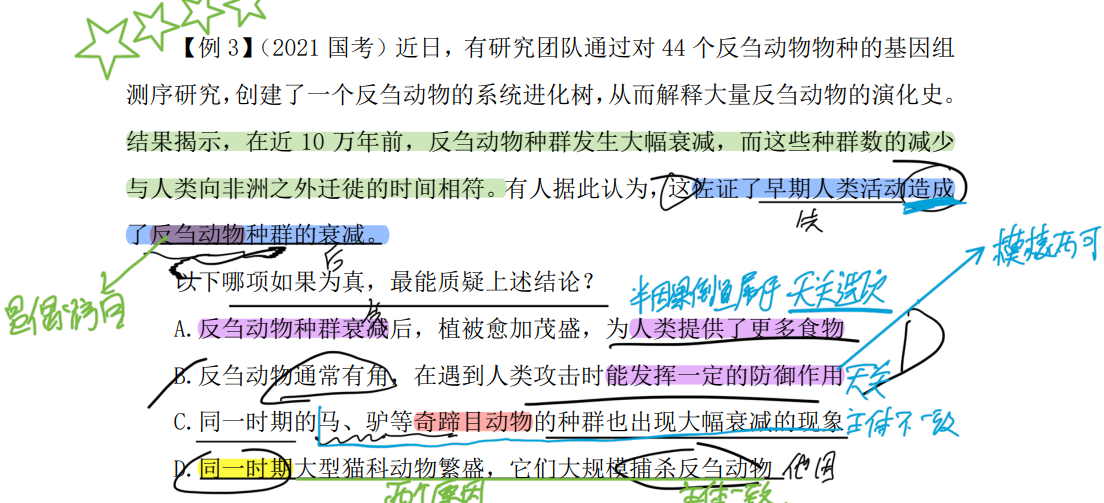 【例 3】（2021 国考）近日，有研究团队通过对 44 个反刍动物物种的基因组
测序研究，创建了一个反刍动物的系统进化树，从而解释大量反刍动物的演化史。
结果揭示，在近 10 万年前，反刍动物种群发生大幅衰减，而这些种群数的减少
与人类向非洲之外迁徙的时间相符。有人据此认为，这佐证了早期人类活动造成
了反刍动物种群的衰减。
后
模棱两可
以下哪项如果为真，最能质疑上述结论？
半因果倒置属于 无关选项
A. 反刍动物种群衰减后，植被愈加茂盛，为人类提供了更多食物
B. 反刍动物通常有角，在遇到人类攻击时能发挥一定的防御作用
无关
C. 同一时期的马、驴等奇蹄目动物的种群也出现大幅衰减的现象
主体不一致
D. 同一时期大型猫科动物繁盛，它们大规模捕杀反刍动物
他因
两个原因
主体一致